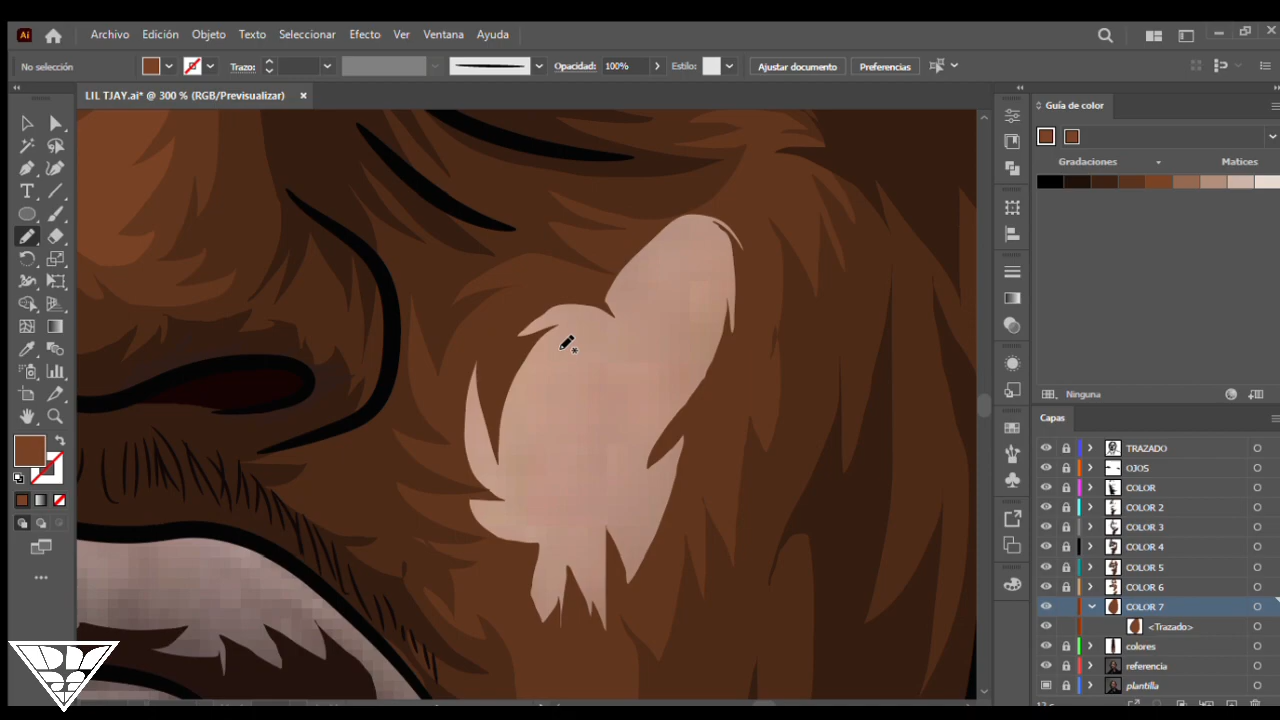 Ai
Archivo Edición Objeto Texto Seleccionar Efecto Ver Ventana Ayuda
No selección Trazo: Opacidad: 100% Estilo: Ajustar documento Preferencias
LIL TJAY.ai* @ 300 % (RGB/Previsualizar) ×
Guía de color
Gradaciones Matices
Ninguna
Capas
TRAZADO
OJOS
COLOR
COLOR 2
COLOR 3
COLOR 4
COLOR 5
COLOR 6
COLOR 7
<Trazado>
colores
referencia
plantilla